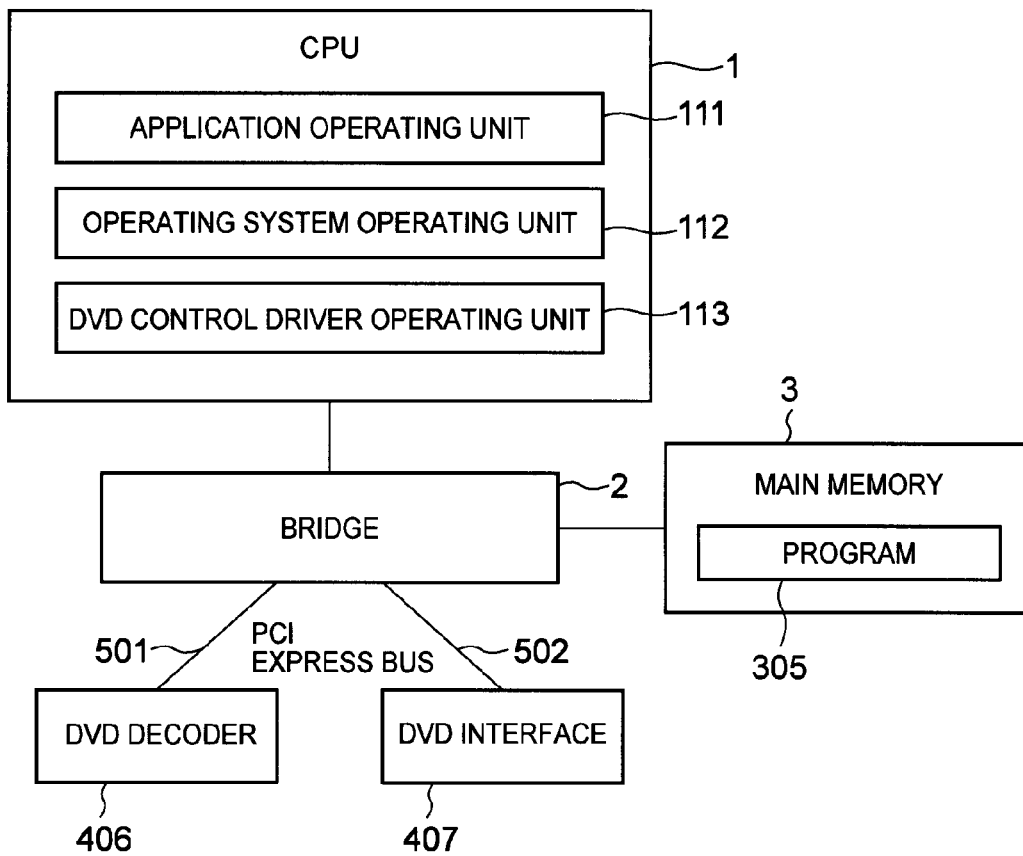 CPU
1
APPLICATION OPERATING UNIT
111
OPERATING SYSTEM OPERATING UNIT
112
DVD CONTROL DRIVER OPERATING UNIT
113
3
2
MAIN MEMORY
BRIDGE
PROGRAM
501
PCI
EXPRESS BUS
502
305
DVD DECODER
DVD INTERFACE
406
407